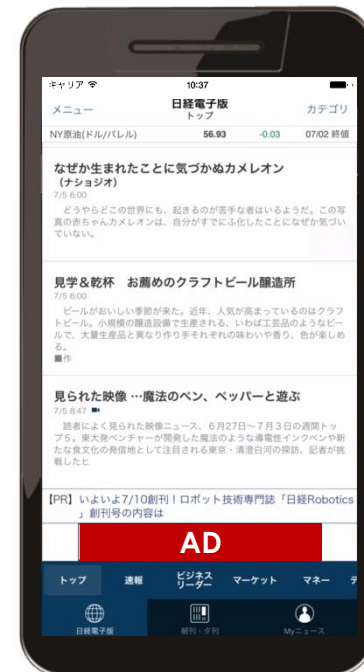 キャリア 10:37
メニュー 日経電子版 カテゴリ
トップ
NY原油(ドル/バレル) 56.93 -0.03 07/02 終値
なぜか生まれたことに気づかぬカメレオン
(ナショジオ)
7/5 6:00
どうやらどこの世界にも、起きるのが苦手な者はいるようだ。この写
真の赤ちゃんカメレオンは、自分がすでにふ化したことになぜか気づい
ていない。
見学&乾杯 お薦めのクラフトビール醸造所
7/5 6:00
ビールがおいしい季節が来た。近年、人気が高まっているのはクラフ
トビール。小規模の醸造設備で生産される、いわば工芸品のようなビー
ルで、大量生産品と異なり作り手それぞれの味わいや香り、色が楽しめ
る。
■作
見られた映像 …魔法のペン、ペッパーと遊ぶ
7/5 8:47
読者によく見られた映像ニュース、6月27日~7月3日の週間トッ
プ5。東大発ベンチャーが開発した魔法のような導電性インクペンや新
たな食文化の発信地として注目される東京・清澄白河の探訪、記者が挑
戦したヒ
【PR】いよいよ7/10創刊!ロボット技術専門誌「日経Robotics
」創刊号の内容は
AD
トップ 速報 ビジネスリーダー マーケット マネー テ
日経電子版 朝刊・夕刊 Myニュース